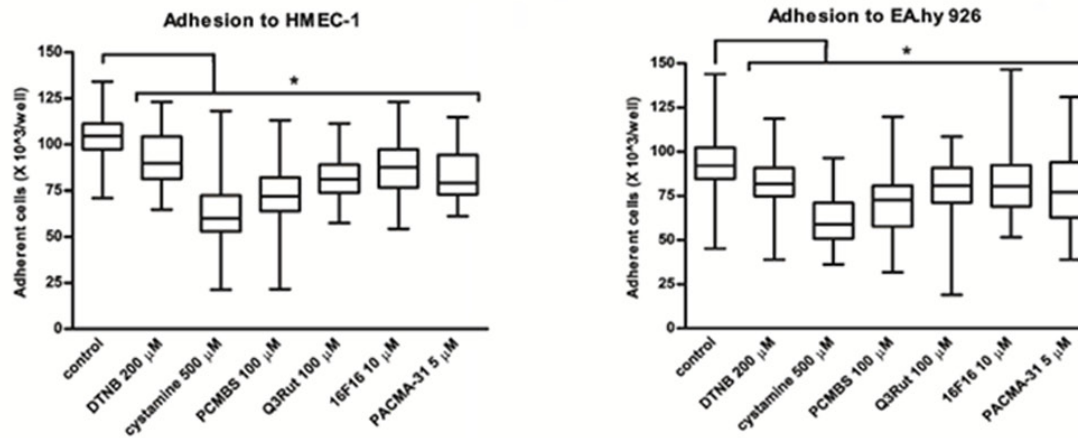 Adhesion to HMEC-1
Adherent cells (X 10^3/well)
150
125
100
75
50
25
0
*
control
DTNB 200 µM
cystamine 500 µM
PCMBS 100 µM
Q3Rut 100 µM
16F16 10 µM
PACMA-31 5 µM
Adhesion to EA.hy 926
Adherent cells (X 10^3/well)
150
125
100
75
50
25
0
*
control
DTNB 200 µM
cystamine 500 µM
PCMBS 100 µM
Q3Rut 100 µM
16F16 10 µM
PACMA-31 5 µM